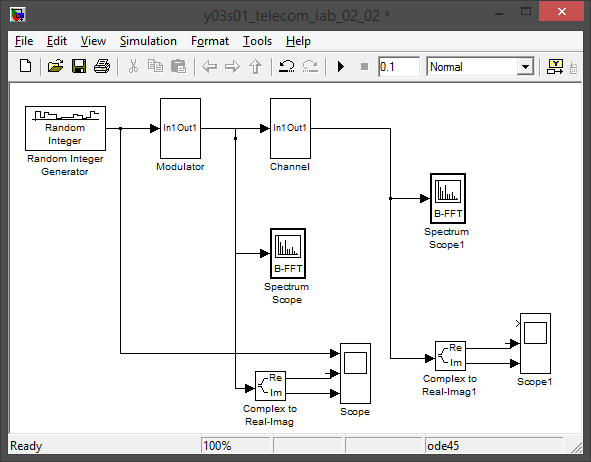 y03s01_telecom_lab_02_02 *
File Edit View Simulation Format Tools Help
0.1 Normal
Random
Integer
Random Integer
Generator
In1 Out1
Modulator
In1 Out1
Channel
B-FFT
Spectrum
Scope1
B-FFT
Spectrum
Scope
Re
Im
Complex to
Real-Imag
Scope
Re
Im
Complex to
Real-Imag1
Scope1
Ready 100% ode45